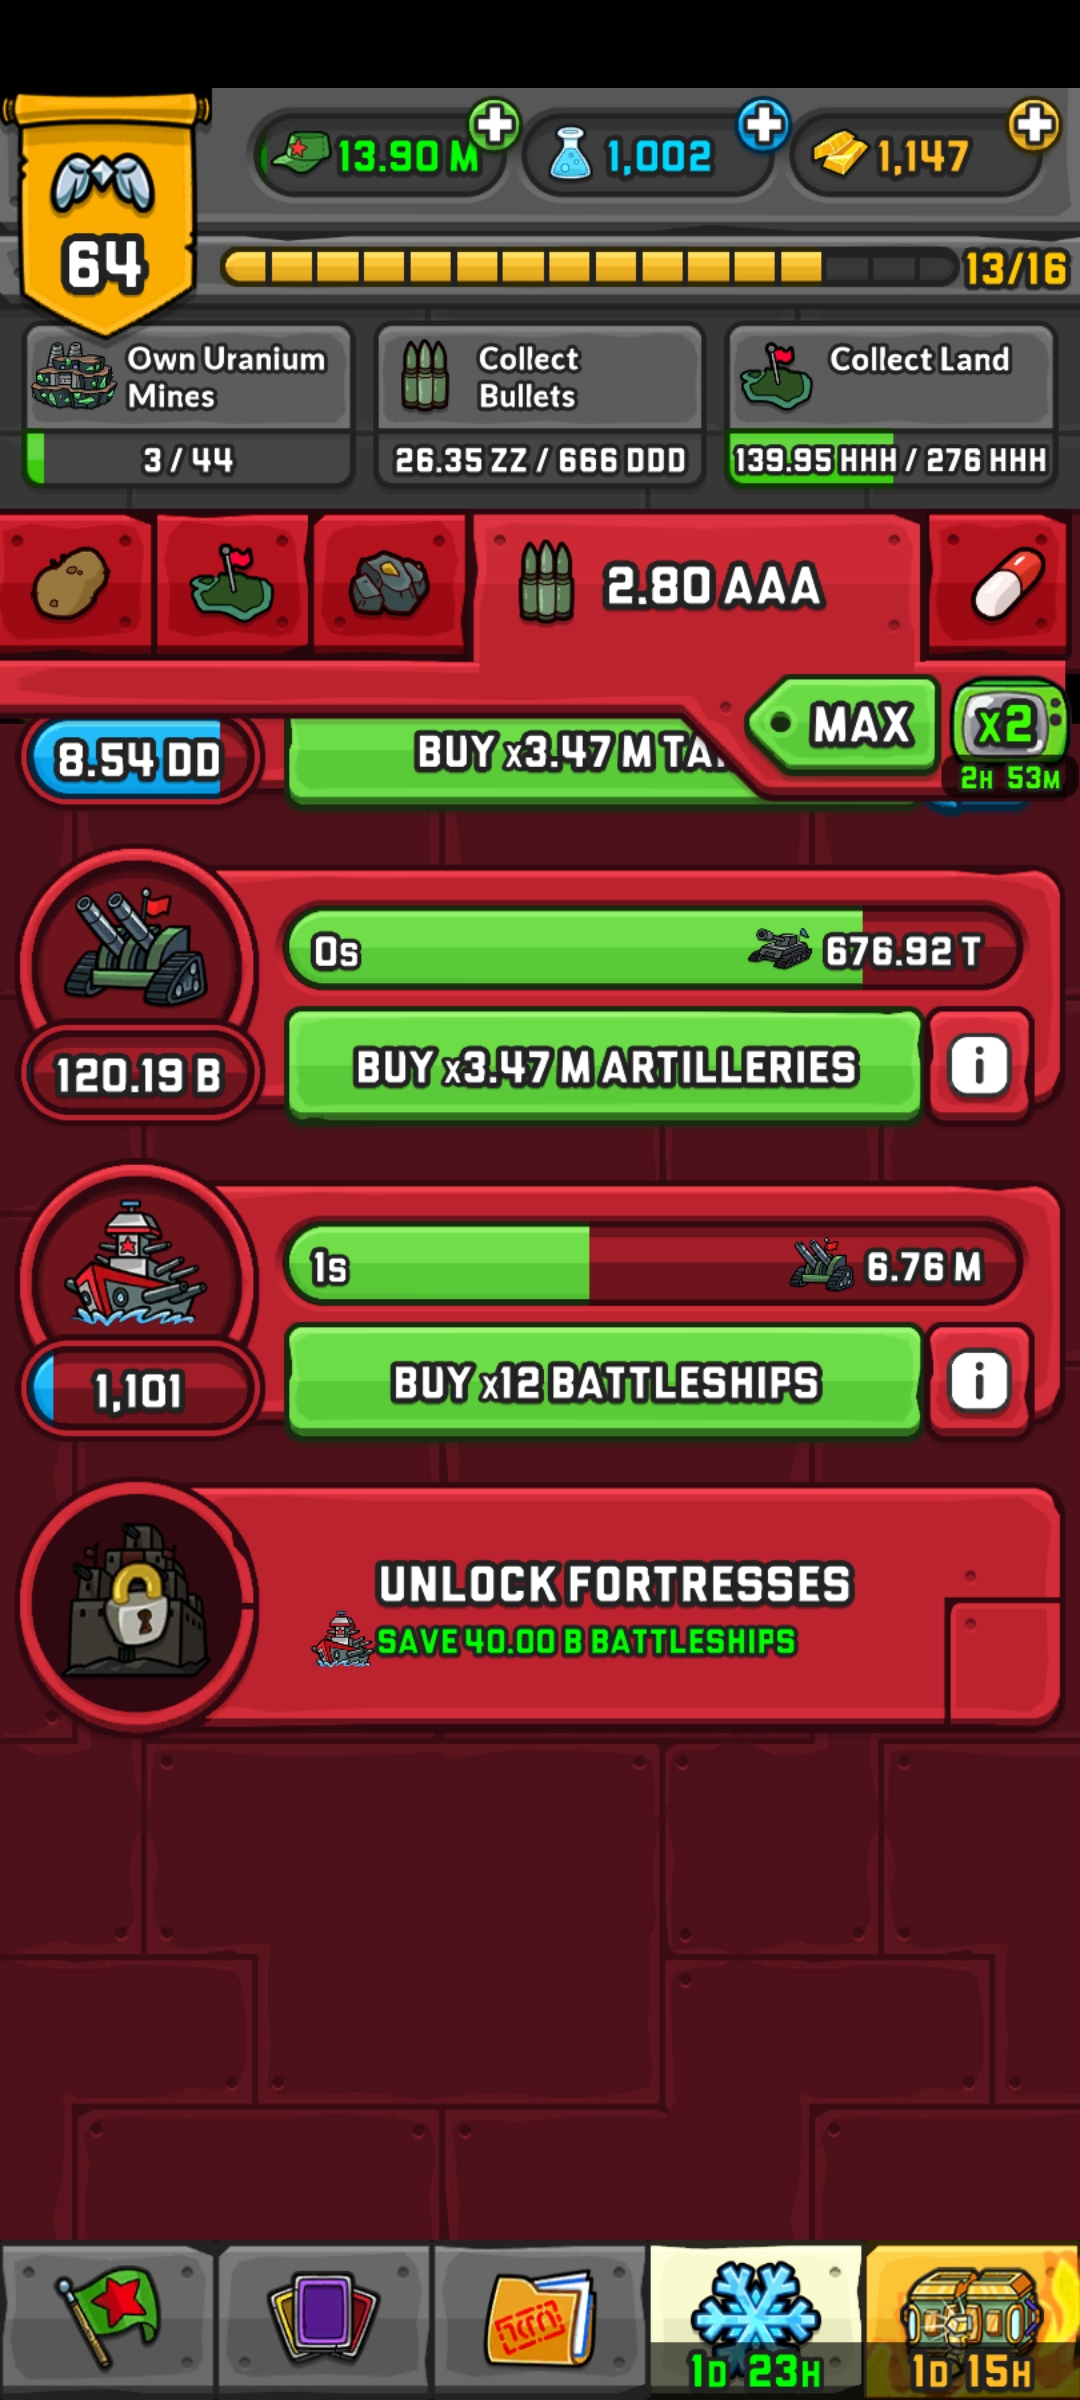 13.90 M
1,002
1,147
64
13/16
Own Uranium
Mines
3 / 44
Collect
Bullets
26.35 ZZ / 666 DDD
Collect Land
139.95 HHH / 276 HHH
2.80 AAA
MAX
x2
2H 53M
8.54 DD
BUY x3.47 M
0s
676.92 T
120.19 B
BUY x3.47 M ARTILLERIES
i
1s
6.76 M
1,101
BUY x12 BATTLESHIPS
i
UNLOCK FORTRESSES
SAVE 40.00 B BATTLESHIPS
1D 23H
1D 15H